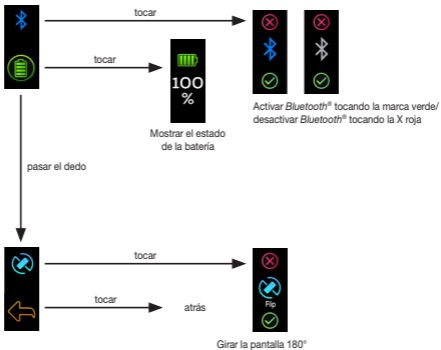 tocar
tocar
100
%
Activar Bluetooth® tocando la marca verde/
desactivar Bluetooth® tocando la X roja
Mostrar el estado
de la batería
pasar el dedo
tocar
Flip
tocar
atrás
Girar la pantalla 180°